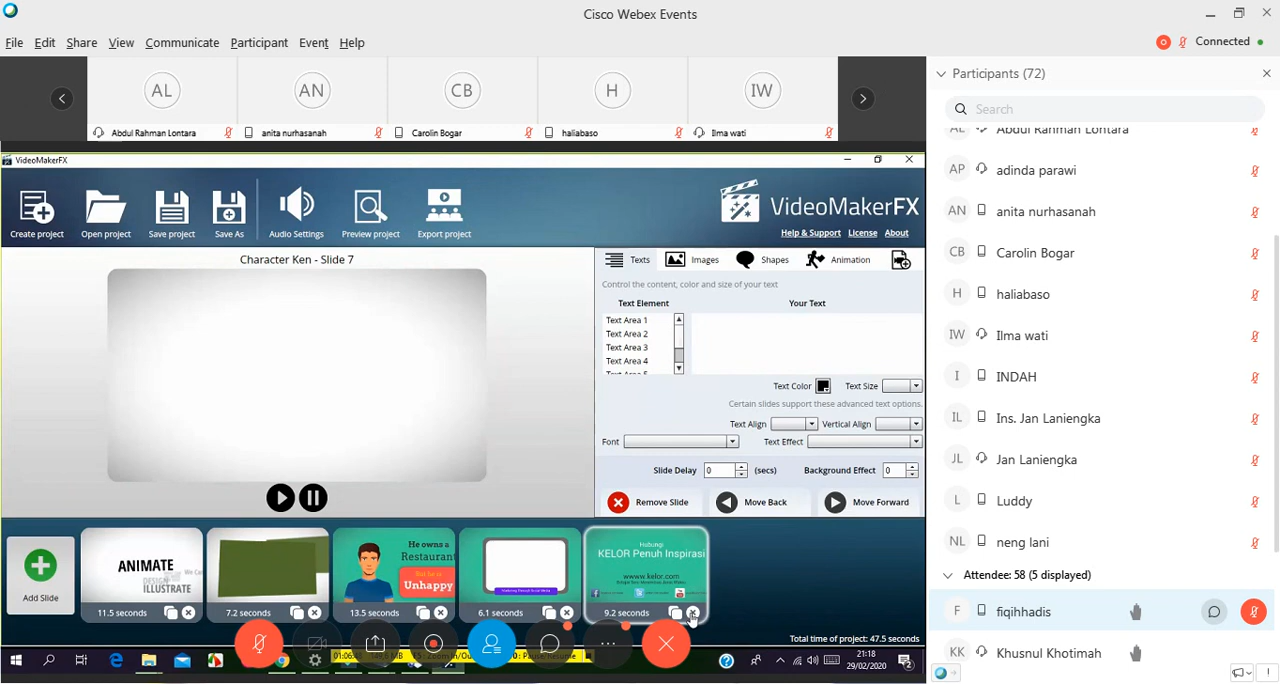 Cisco Webex Events
File Edit Share View Communicate Participant Event Help
Connected
AL AN CB H IW
Abdul Rahman Lontara anita nurhasanah Carolin Bogar haliabaso Ilma wati
VideoMakerFX
Create project Open project Save project Save As Audio Settings Preview project Export project
VideoMakerFX
Help & Support License About
Character Ken - Slide 7
Texts Images Shapes Animation
Control the content, color and size of your text
Text Element Your Text
Text Area 1
Text Area 2
Text Area 3
Text Area 4
Text Color Text Size
Certain slides support these advanced text options.
Text Align Vertical Align
Font Text Effect
Slide Delay 0 (secs) Background Effect 0
Remove Slide Move Back Move Forward
Add Slide
ANIMATE
DESIGN
ILLUSTRATE
11.5 seconds
7.2 seconds
He owns a
Restaurant
Unhappy
13.5 seconds
6.1 seconds
Hubungi
KELOR Penuh Inspirasi
www.kelor.com
9.2 seconds
Total time of project: 47.5 seconds
21:18
29/02/2020
Participants (72)
Search
AL Abdul Rahman Lontara
AP adinda parawi
AN anita nurhasanah
CB Carolin Bogar
H haliabaso
IW Ilma wati
I INDAH
IL Ins. Jan Laniengka
JL Jan Laniengka
L Luddy
NL neng lani
Attendee: 58 (5 displayed)
F fiqihhadis
KK Khusnul Khotimah